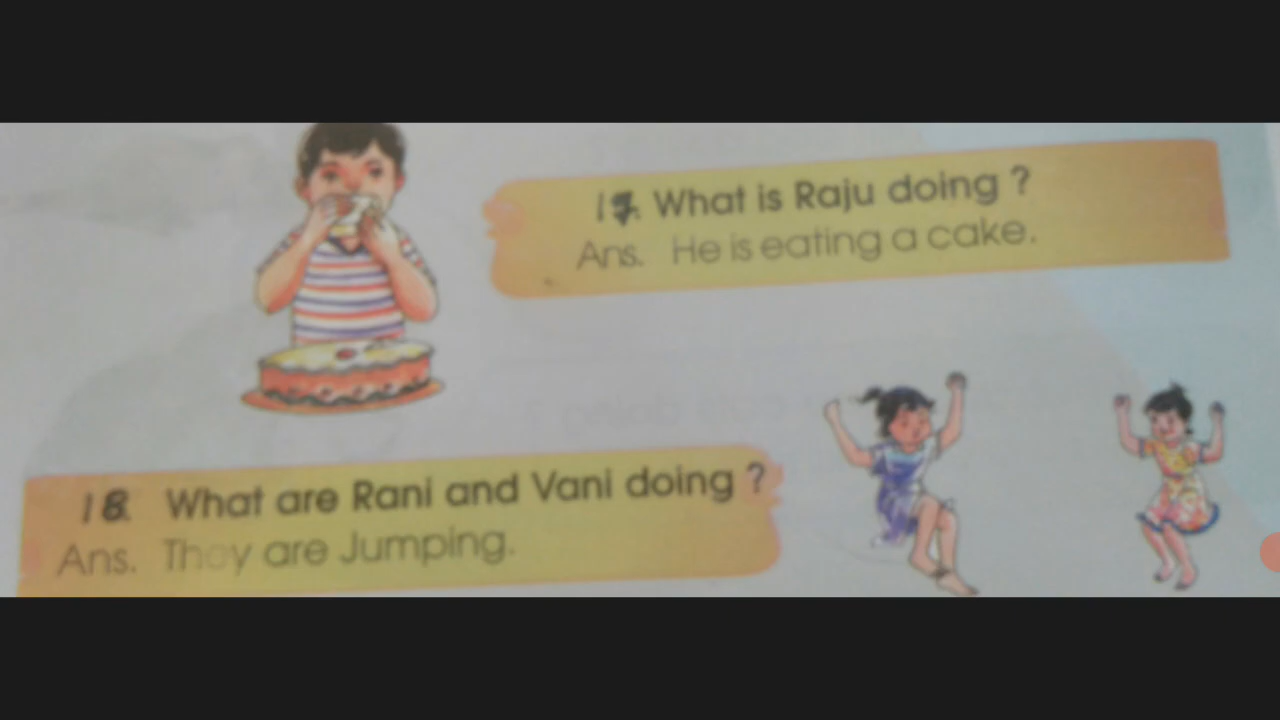 17. What is Raju doing ?
Ans. He is eating a cake.
18. What are Rani and Vani doing ?
Ans. They are Jumping.